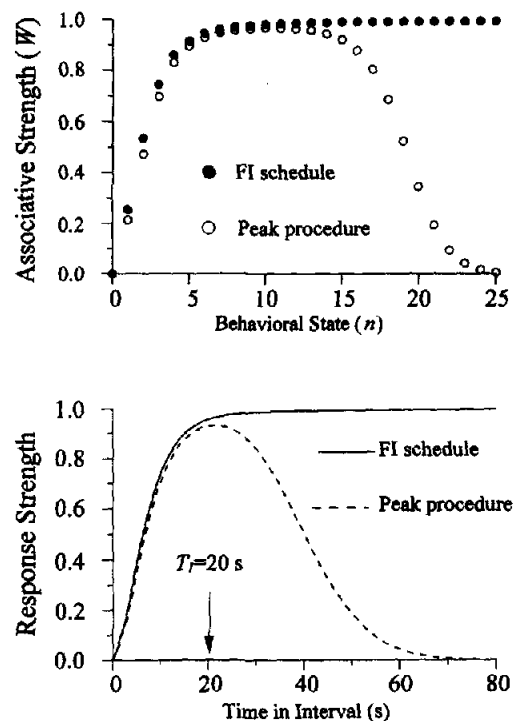 Associative Strength (W)
1.0
0.8
0.6
0.4
0.2
0.0
FI schedule
Peak procedure
0 5 10 15 20 25
Behavioral State (n)
Response Strength
1.0
0.8
0.6
0.4
0.2
0.0
FI schedule
Peak procedure
T_I=20 s
0 20 40 60 80
Time in Interval (s)